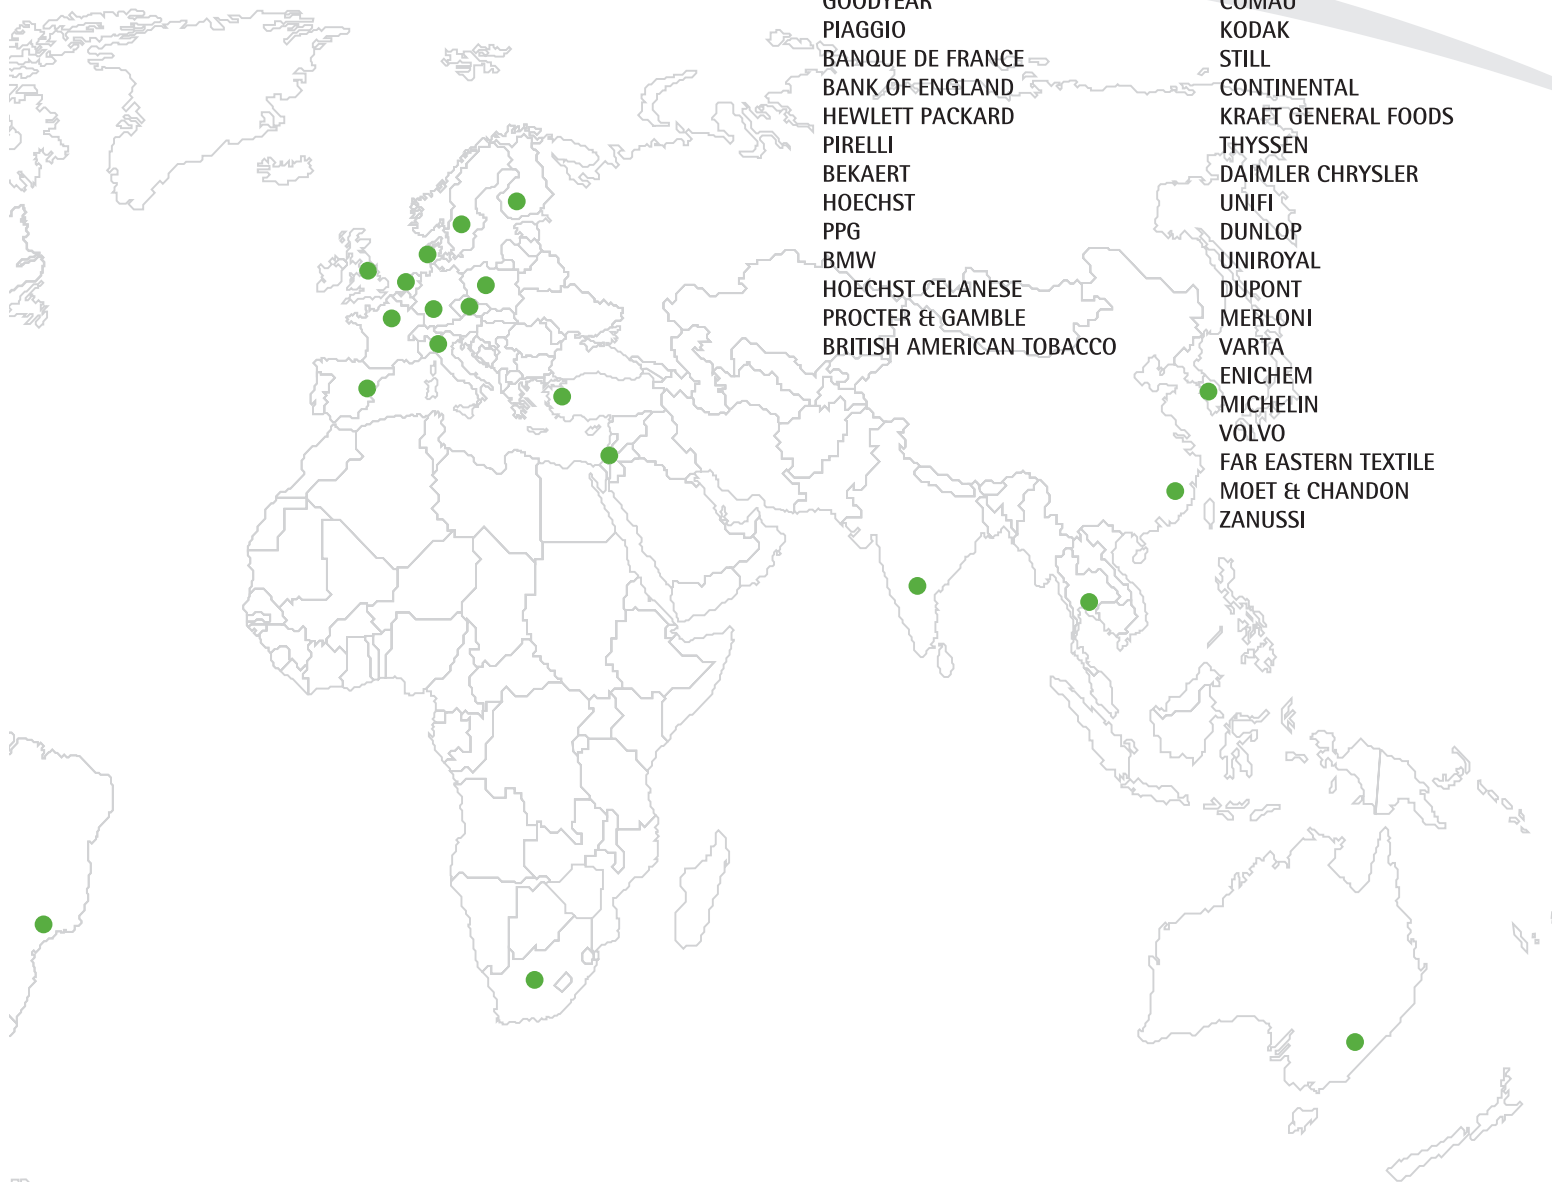 GOODYEAR
PIAGGIO
BANQUE DE FRANCE
BANK OF ENGLAND
HEWLETT PACKARD
PIRELLI
BEKAERT
HOECHST
PPG
BMW
HOECHST CELANESE
PROCTER & GAMBLE
BRITISH AMERICAN TOBACCO
COMAU
KODAK
STILL
CONTINENTAL
KRAFT GENERAL FOODS
THYSSEN
DAIMLER CHRYSLER
UNIFI
DUNLOP
UNIROYAL
DUPONT
MERLONI
VARTA
ENICHEM
MICHELIN
VOLVO
FAR EASTERN TEXTILE
MOET & CHANDON
ZANUSSI